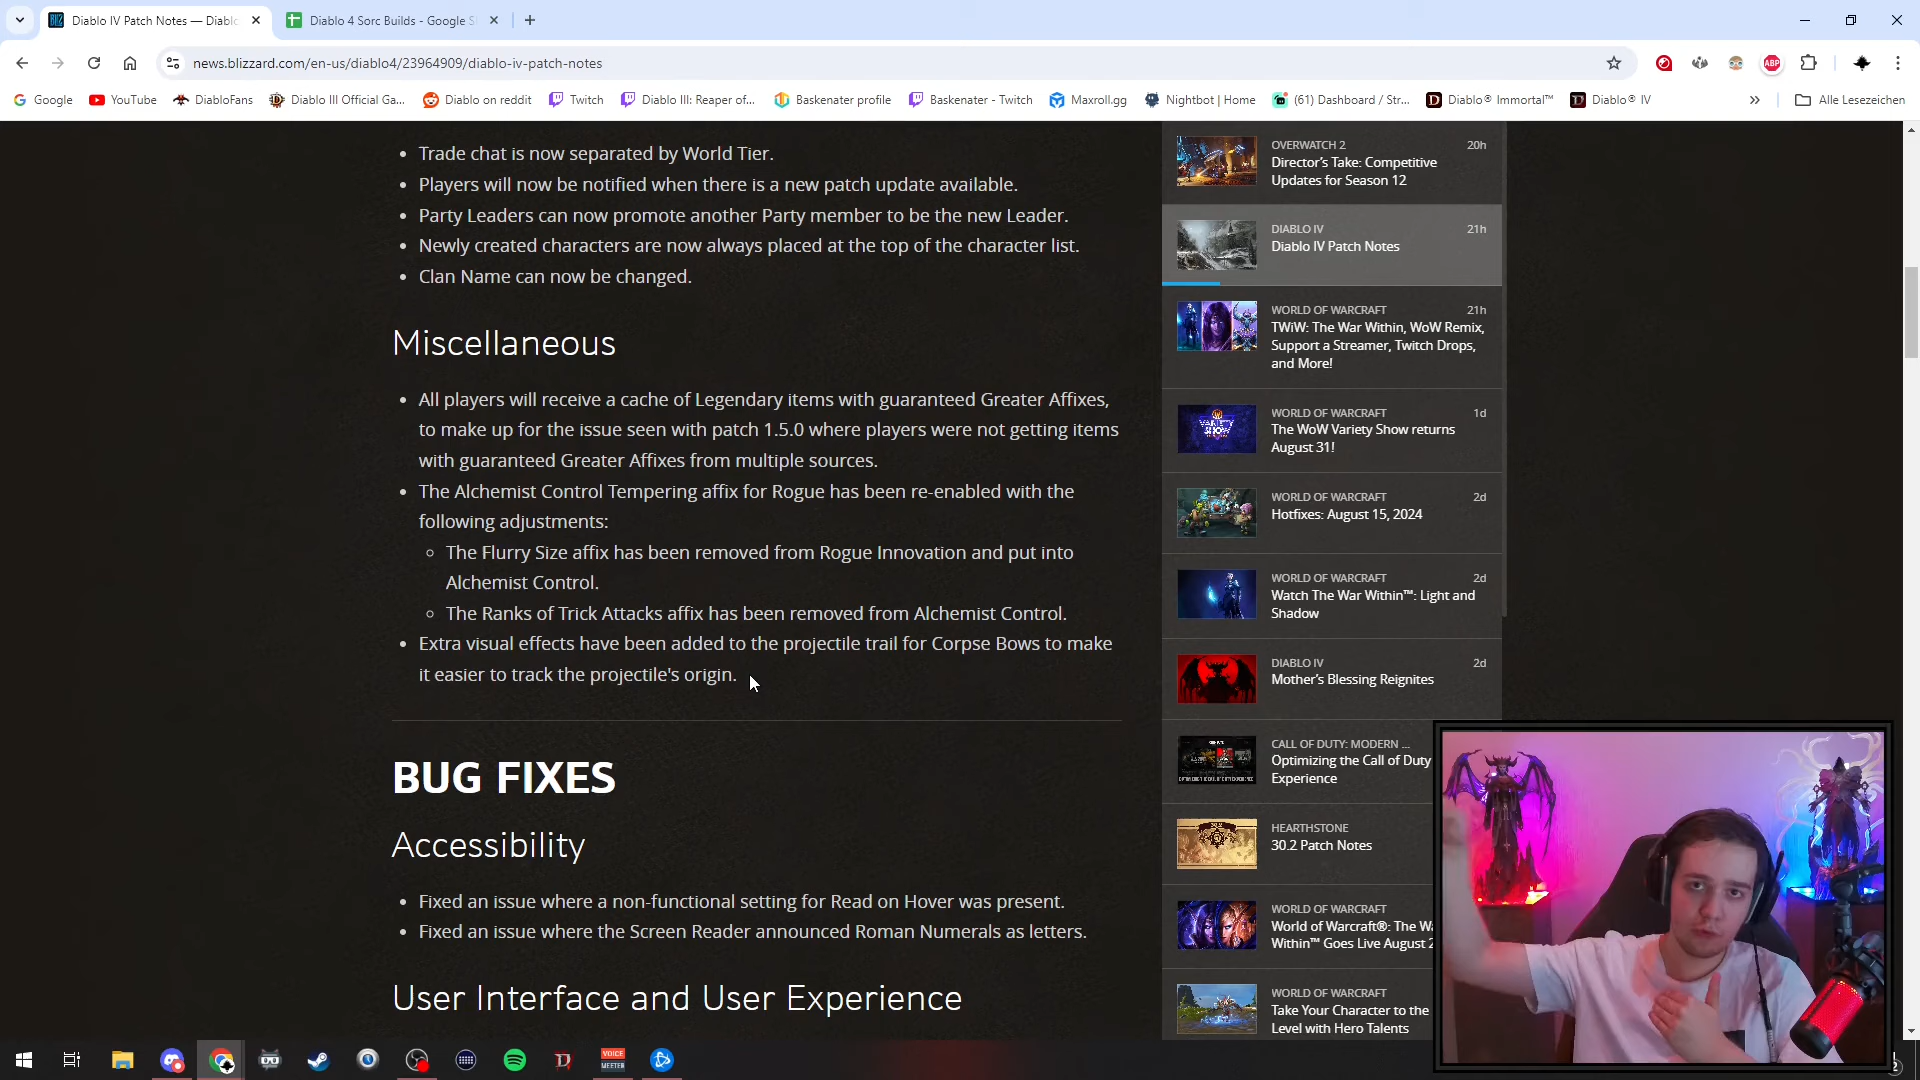 Diablo IV Patch Notes — Diablo
Diablo 4 Sorc Builds - Google S
news.blizzard.com/en-us/diablo4/23964909/diablo-iv-patch-notes
ABP
Google
YouTube
DiabloFans
Diablo III Official Ga...
Diablo on reddit
Twitch
Diablo III: Reaper of...
Baskenater profile
Baskenater - Twitch
Maxroll.gg
Nightbot | Home
(61) Dashboard / Str...
Diablo® Immortal™
Diablo® IV
Alle Lesezeichen
• Trade chat is now separated by World Tier.
• Players will now be notified when there is a new patch update available.
• Party Leaders can now promote another Party member to be the new Leader.
• Newly created characters are now always placed at the top of the character list.
• Clan Name can now be changed.
Miscellaneous
• All players will receive a cache of Legendary items with guaranteed Greater Affixes,
to make up for the issue seen with patch 1.5.0 where players were not getting items
with guaranteed Greater Affixes from multiple sources.
• The Alchemist Control Tempering affix for Rogue has been re-enabled with the
following adjustments:
◦ The Flurry Size affix has been removed from Rogue Innovation and put into
Alchemist Control.
◦ The Ranks of Trick Attacks affix has been removed from Alchemist Control.
• Extra visual effects have been added to the projectile trail for Corpse Bows to make
it easier to track the projectile's origin.
BUG FIXES
Accessibility
• Fixed an issue where a non-functional setting for Read on Hover was present.
• Fixed an issue where the Screen Reader announced Roman Numerals as letters.
User Interface and User Experience
OVERWATCH 2 20h
Director's Take: Competitive
Updates for Season 12
DIABLO IV 21h
Diablo IV Patch Notes
WORLD OF WARCRAFT 21h
TWiW: The War Within, WoW Remix,
Support a Streamer, Twitch Drops,
and More!
WORLD OF WARCRAFT 1d
The WoW Variety Show returns
August 31!
WORLD OF WARCRAFT 2d
Hotfixes: August 15, 2024
WORLD OF WARCRAFT 2d
Watch The War Within™: Light and
Shadow
DIABLO IV 2d
Mother's Blessing Reignites
CALL OF DUTY: MODERN ...
Optimizing the Call of Duty
Experience
HEARTHSTONE
30.2 Patch Notes
WORLD OF WARCRAFT
World of Warcraft®: The Wa
Within™ Goes Live August 2
WORLD OF WARCRAFT
Take Your Character to the
Level with Hero Talents
VOICE
MEETER